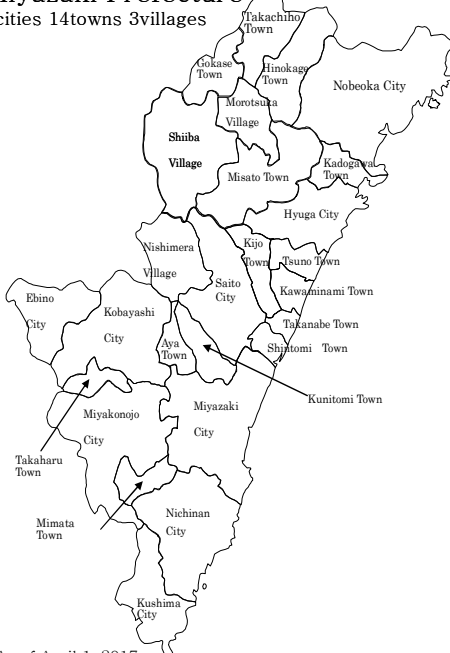 cities 14towns 3villages
Takachiho
Town
Gokase
Town
Hinokage
Town
Nobeoka City
Morotsuka
Village
Shiiba
Village
Misato Town
Kadogawa
Town
Hyuga City
Nishimera
Village
Kijo
Town
Tsuno Town
Saito
City
Kawaminami Town
Ebino
City
Kobayashi
City
Takanabe Town
Aya
Town
Shintomi Town
Kunitomi Town
Miyakonojo
City
Miyazaki
City
Takaharu
Town
Mimata
Town
Nichinan
City
Kushima
City